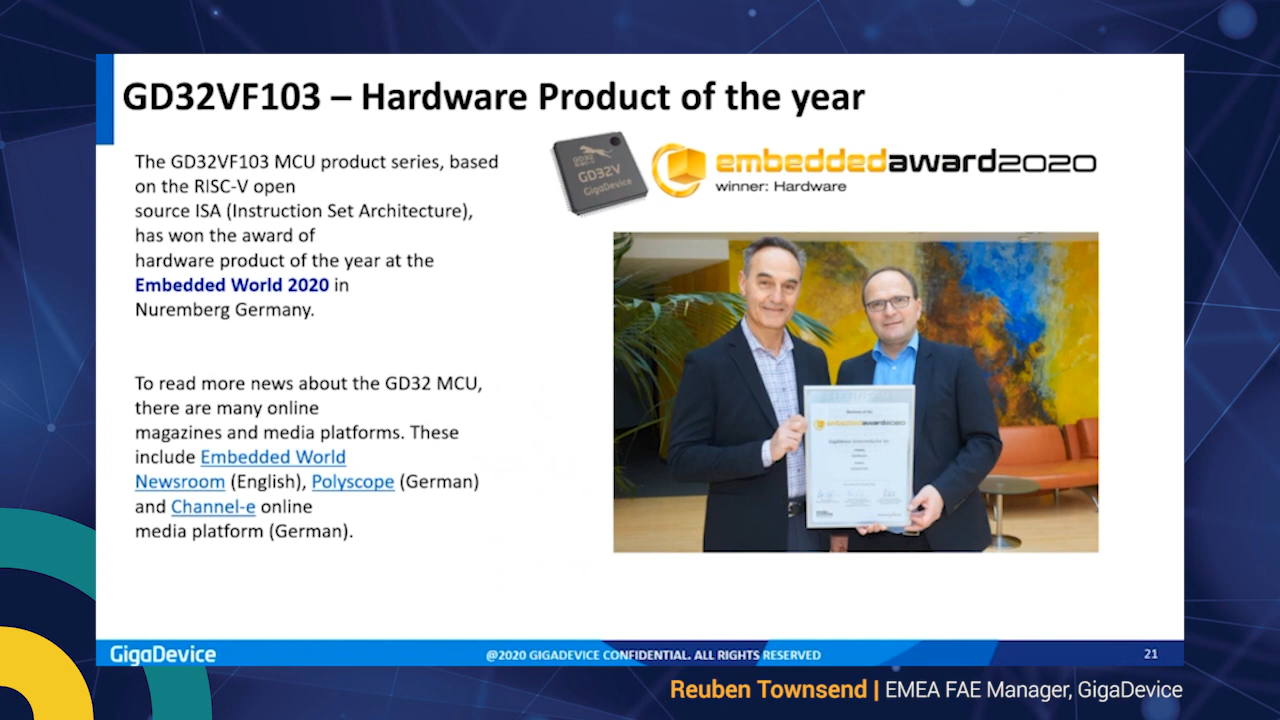 GD32VF103 – Hardware Product of the year
The GD32VF103 MCU product series, based
on the RISC-V open
source ISA (Instruction Set Architecture),
has won the award of
hardware product of the year at the
Embedded World 2020 in
Nuremberg Germany.
To read more news about the GD32 MCU,
there are many online
magazines and media platforms. These
include Embedded World
Newsroom (English), Polyscope (German)
and Channel-e online
media platform (German).
GD32
RISC-V
GD32V
GigaDevice
embeddedaward2020
winner: Hardware
embeddedaward2020
GigaDevice
@2020 GIGADEVICE CONFIDENTIAL. ALL RIGHTS RESERVED
21
Reuben Townsend | EMEA FAE Manager, GigaDevice